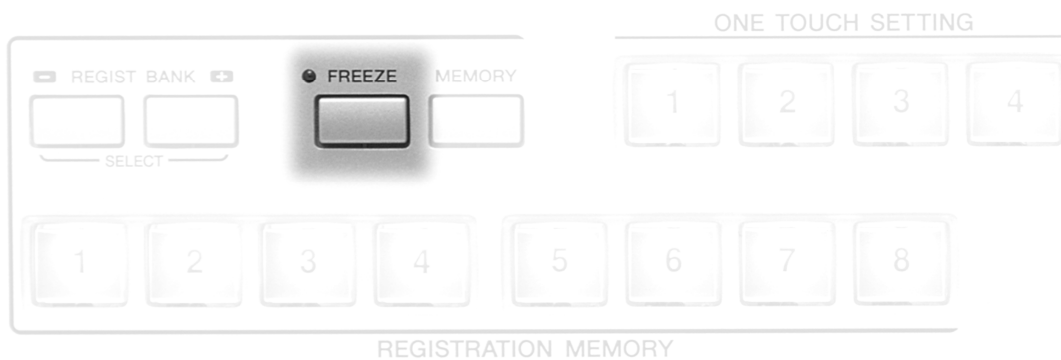 ONE TOUCH SETTING
REGIST BANK
FREEZE
MEMORY
1 2 3 4
SELECT
1 2 3 4 5 6 7 8
REGISTRATION MEMORY